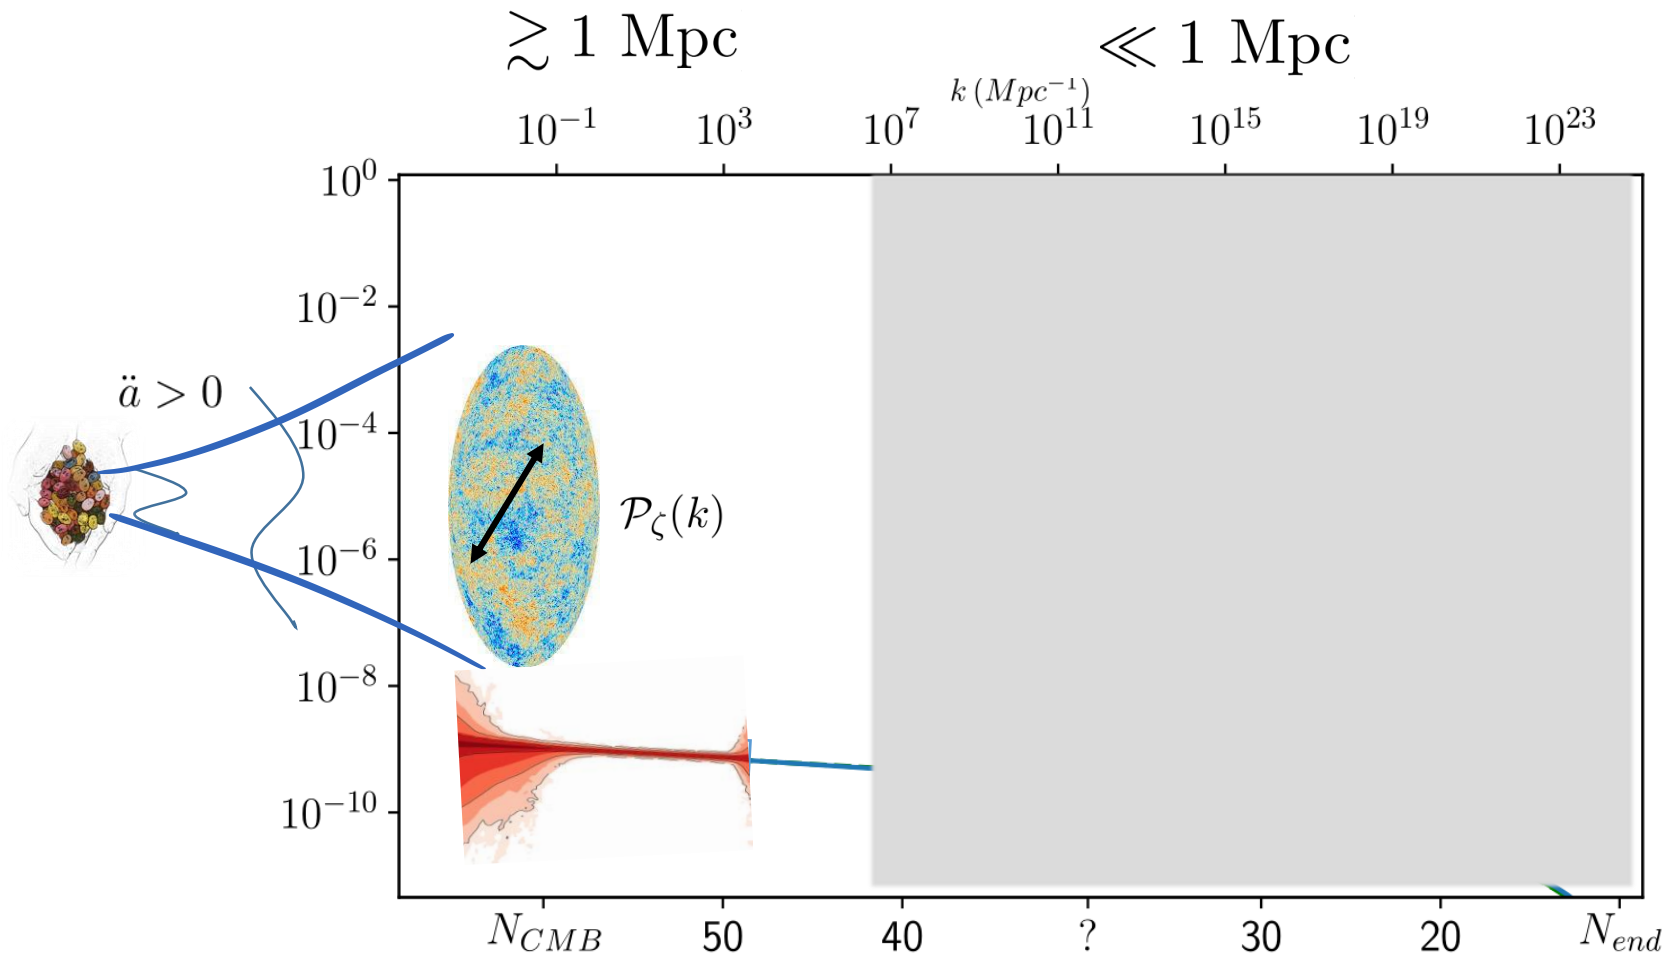 ≳ 1 Mpc
≪ 1 Mpc
k (Mpc⁻¹)
10⁻¹ 10³ 10⁷ 10¹¹ 10¹⁵ 10¹⁹ 10²³
10⁰
10⁻²
ä > 0
10⁻⁴
𝒫_ζ(k)
10⁻⁶
10⁻⁸
10⁻¹⁰
N_CMB 50 40 ? 30 20 N_end